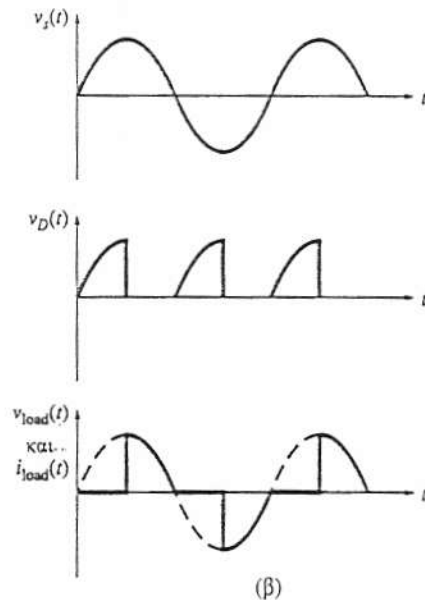 v_s(t)
t
v_D(t)
t
v_load(t)
και..
i_load(t)
t
(β)